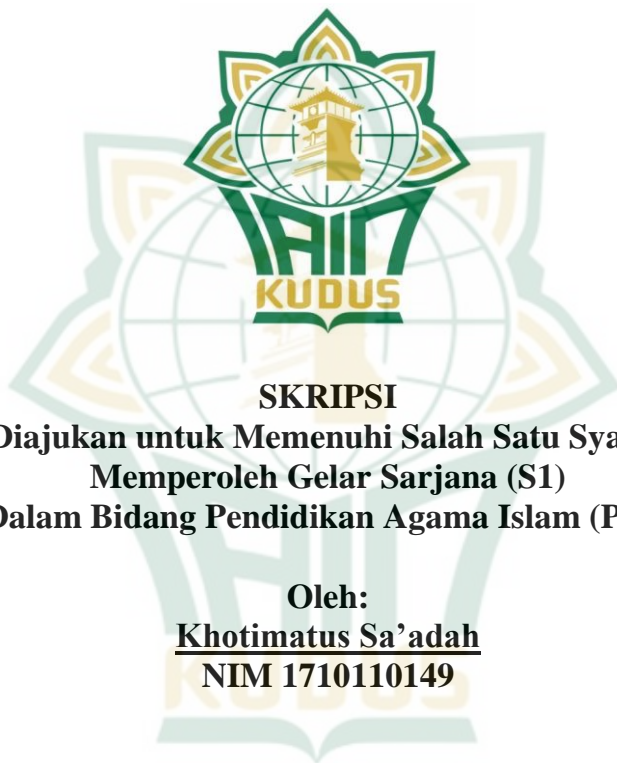 IAIN
KUDUS
SKRIPSI
Diajukan untuk Memenuhi Salah Satu
Memperoleh Gelar Sarjana (S1)
Dalam Bidang Pendidikan Agama Islam
Oleh:
Khotimatus Sa’adah
NIM 1710110149